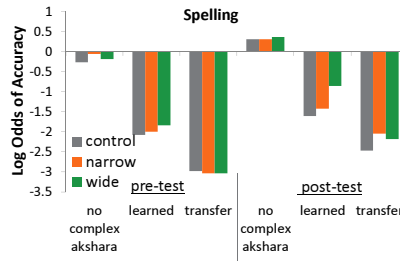 Spelling
Log Odds of Accuracy
1
0.5
0
-0.5
-1
-1.5
-2
-2.5
-3
-3.5
control
narrow
wide
pre-test
post-test
no complex akshara
learned
transfer
no complex akshara
learned
transfer